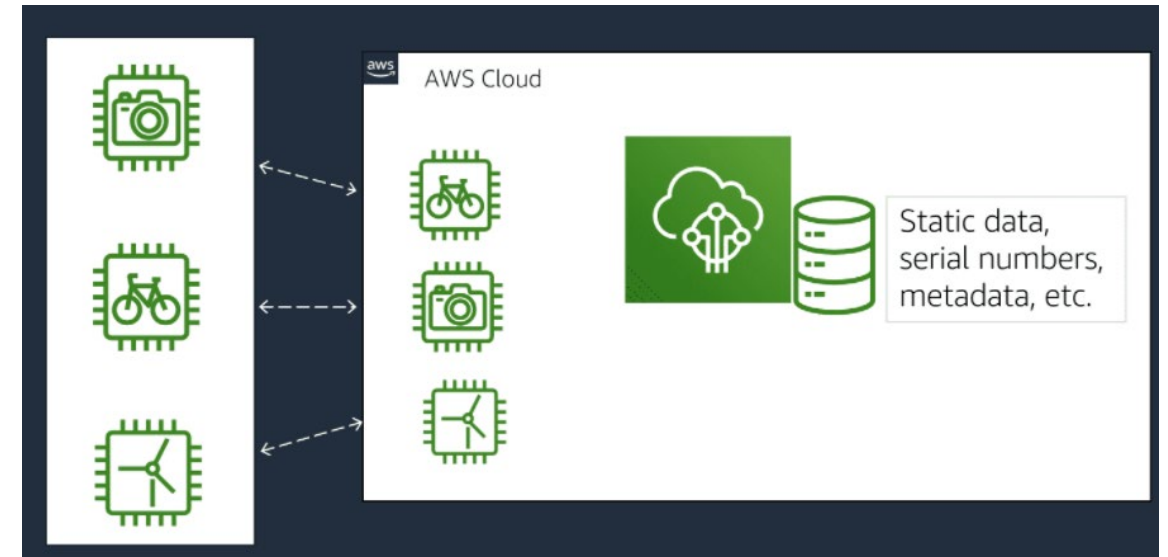 aws
AWS Cloud
Static data,
serial numbers,
metadata, etc.